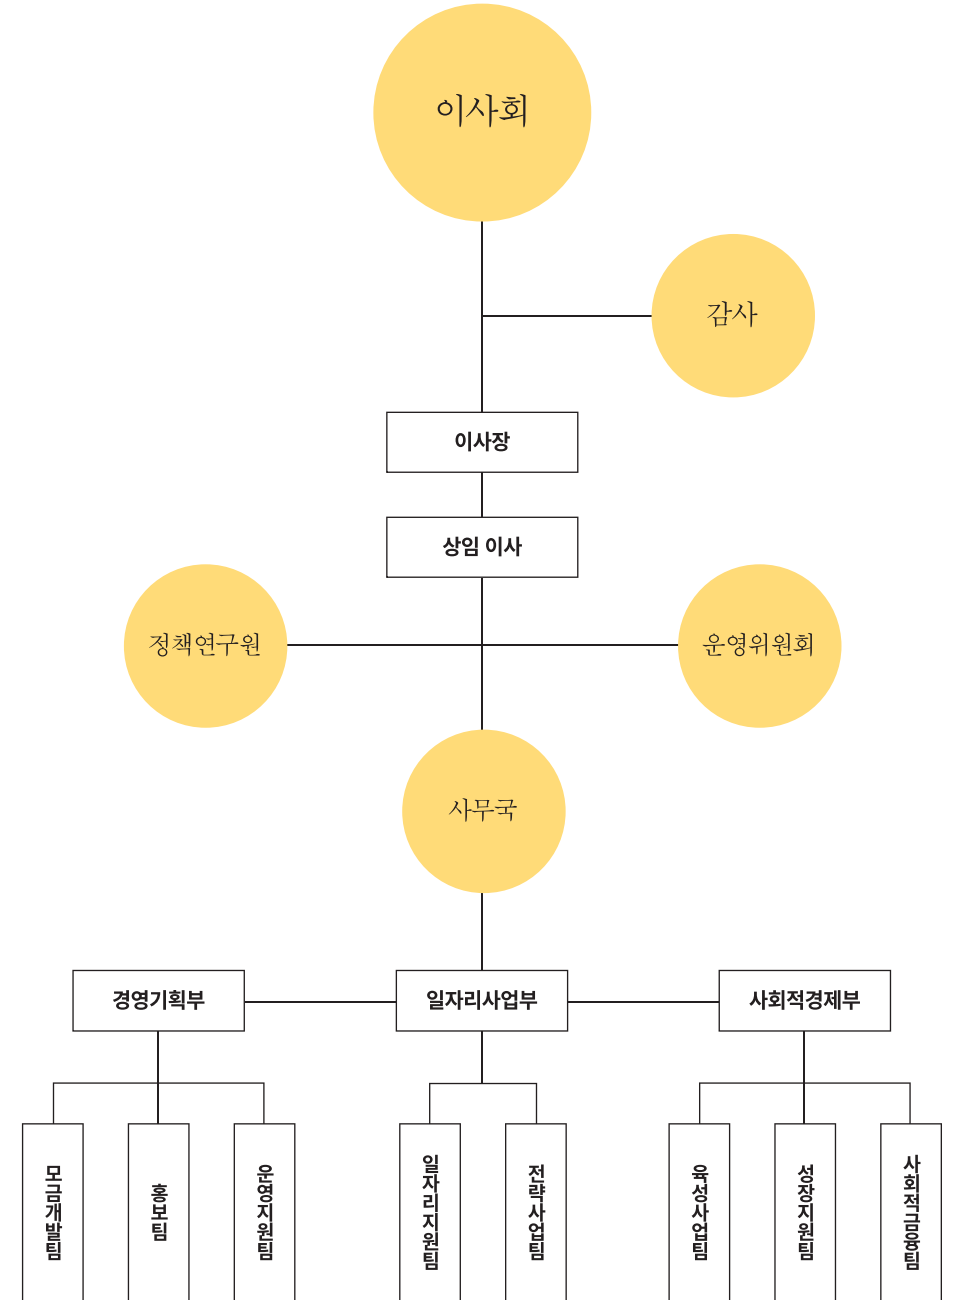 이사회
감사
이사장
상임 이사
정책연구원
운영위원회
사무국
경영기획부
일자리사업부
사회적경제부
모금개발팀
홍보팀
운영지원팀
일자리지원팀
전략사업팀
육성사업팀
성장지원팀
사회적금융팀